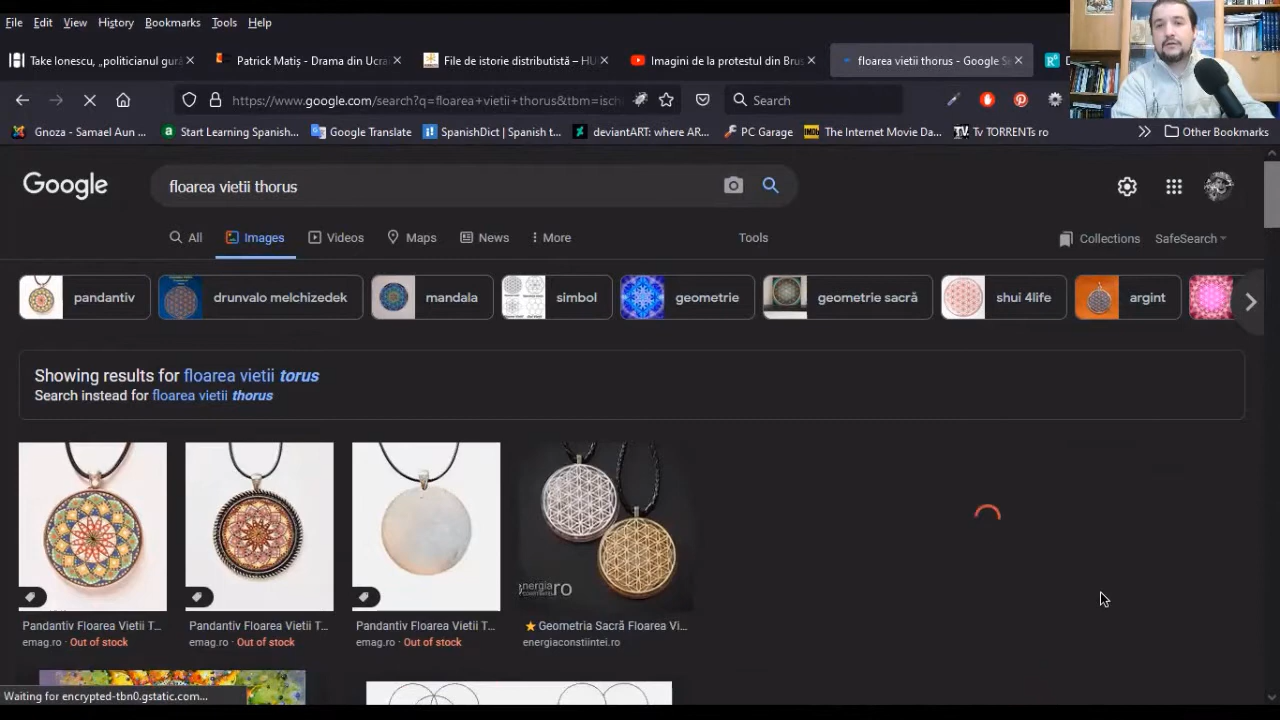 File Edit View History Bookmarks Tools Help
Take Ionescu, „politicianul gură
Patrick Matiș - Drama din Ucra
File de istorie distributistă – HU
Imagini de la protestul din Brus
floarea vietii thorus - Google Se
https://www.google.com/search?q=floarea+vietii+thorus&tbm=isch
Search
Gnoza - Samael Aun ... Start Learning Spanish... Google Translate SpanishDict | Spanish t... deviantART: where AR... PC Garage The Internet Movie Da... Tv TORRENTs ro Other Bookmarks
Google
floarea vietii thorus
All Images Videos Maps News More Tools Collections SafeSearch
pandantiv drunvalo melchizedek mandala simbol geometrie geometrie sacră shui 4life argint
Showing results for floarea vietii torus
Search instead for floarea vietii thorus
energia
ro
Pandantiv Floarea Vietii T...
emag.ro · Out of stock
Pandantiv Floarea Vietii T...
emag.ro · Out of stock
Pandantiv Floarea Vietii T...
emag.ro · Out of stock
Geometria Sacră Floarea Vi...
energiaconstiintei.ro
Waiting for encrypted-tbn0.gstatic.com...